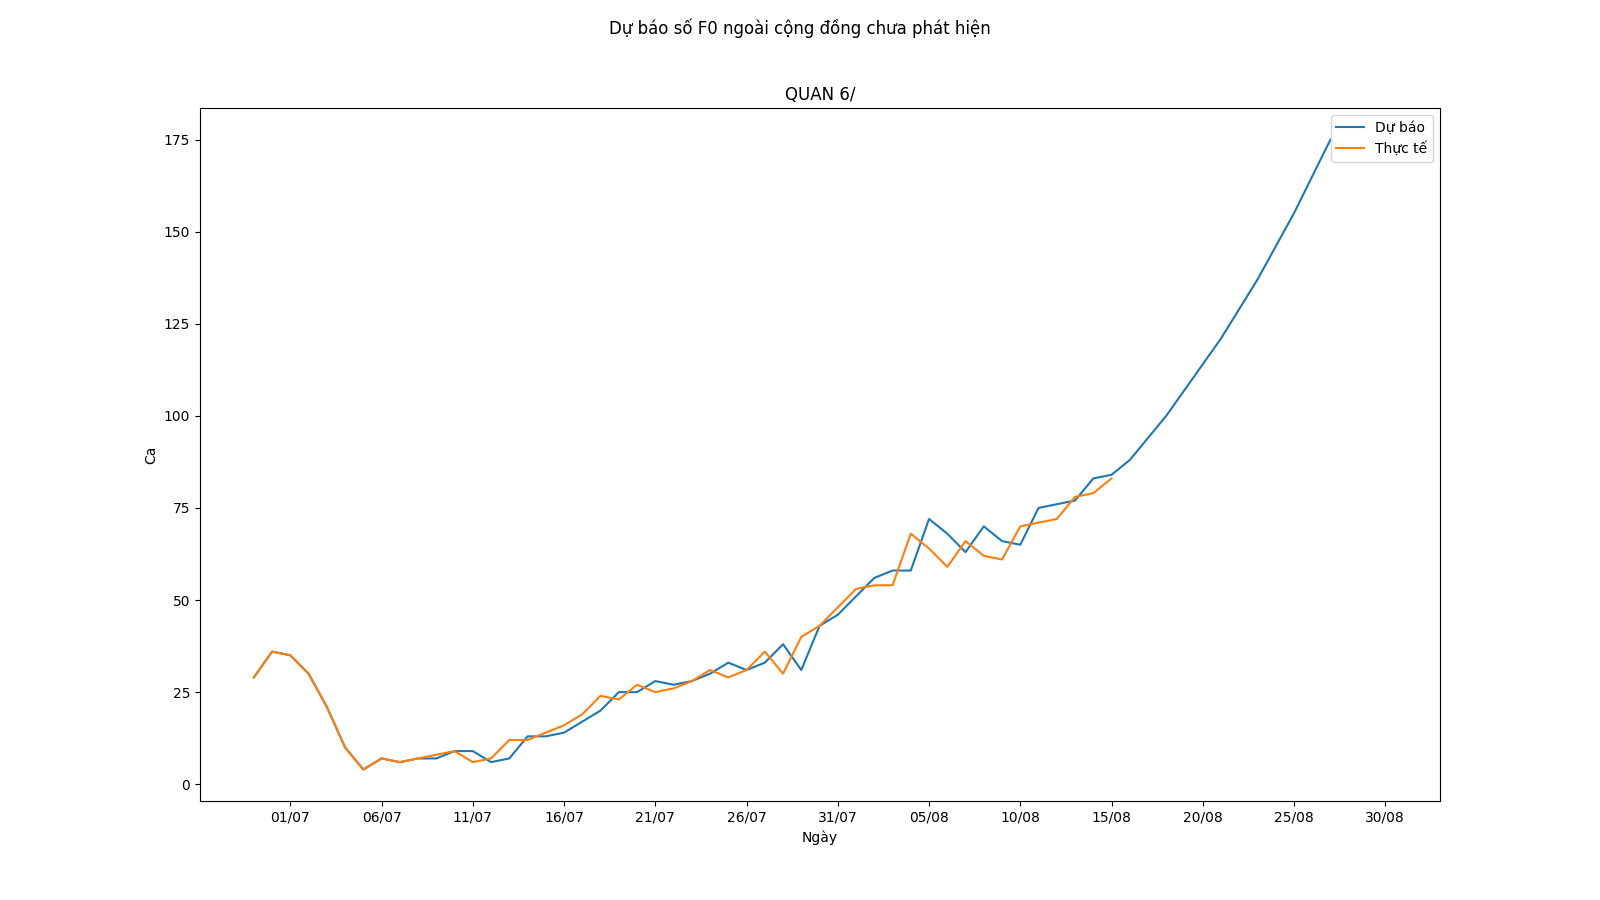 Dự báo số F0 ngoài cộng đồng chưa phát hiện
QUAN 6/
Dự báo
Thực tế
175
150
125
100
75
50
25
0
Ca
01/07 06/07 11/07 16/07 21/07 26/07 31/07 05/08 10/08 15/08 20/08 25/08 30/08
Ngày